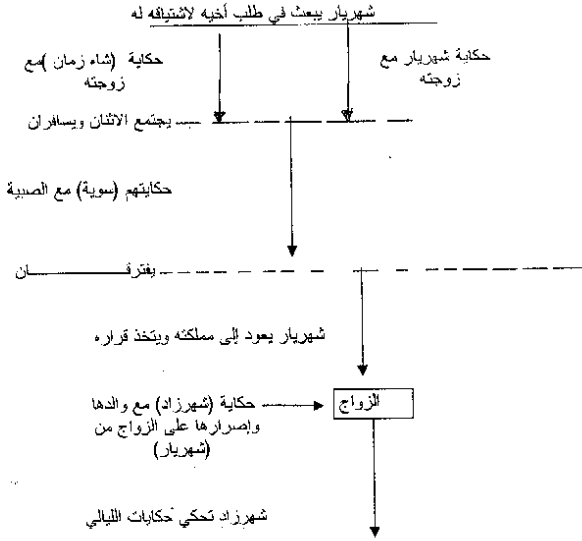 شهريار يبعث في طلب أخيه لاشتياقه له
حكاية شهريار مع
زوجته
حكاية (شاه زمان )مع
زوجته
يجتمع الاثنان ويسافران
حكايتهم (سوية) مع الصبية
يفترقـــــــــــان
شهريار يعود إلى مملكته ويتخذ قراره
الزواج
حكاية (شهرزاد) مع والدها
وإصرارها على الزواج من
(شهريار)
شهرزاد تحكي حكايات الليالي